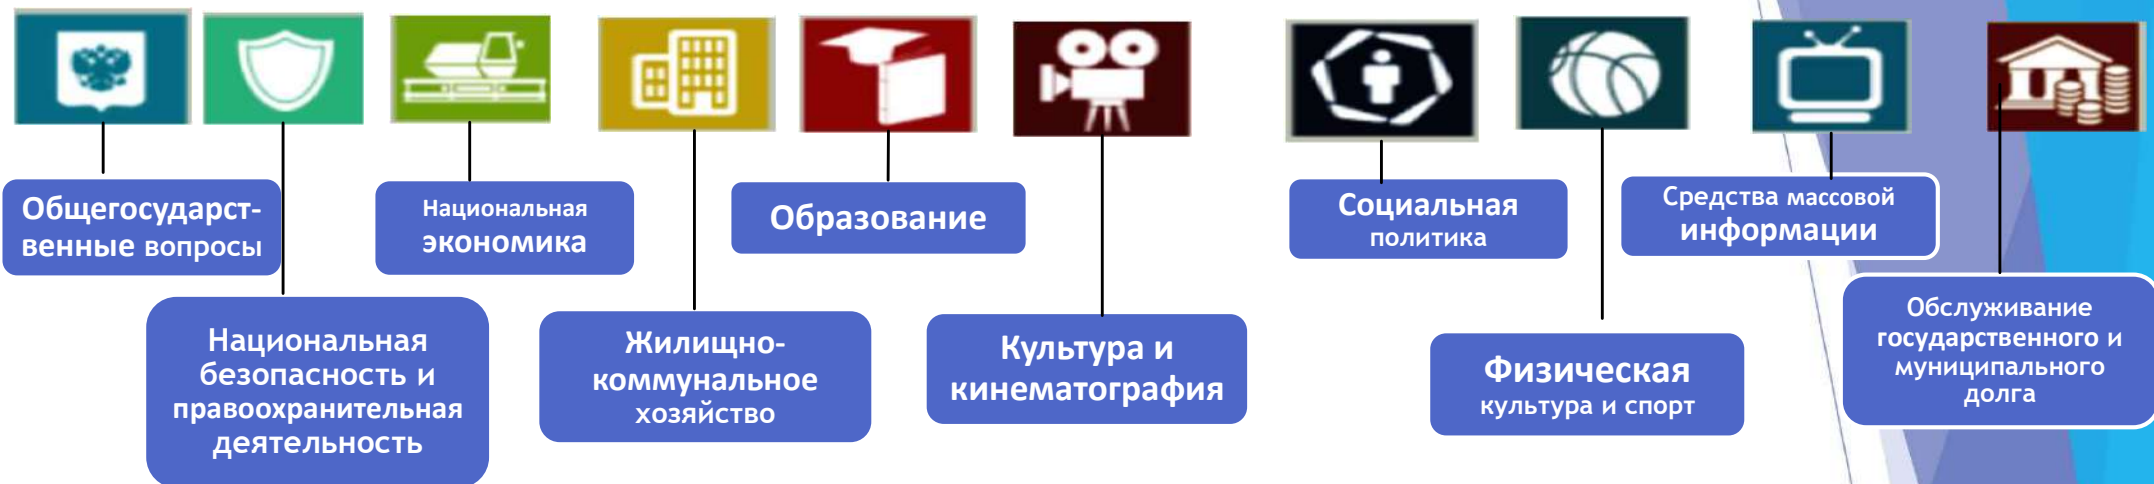 Общегосударст-
венные вопросы
Национальная
безопасность и
правоохранительная
деятельность
Национальная
экономика
Жилищно-
коммунальное
хозяйство
Образование
Культура и
кинематография
Социальная
политика
Физическая
культура и спорт
Средства массовой
информации
Обслуживание
государственного и
муниципального
долга